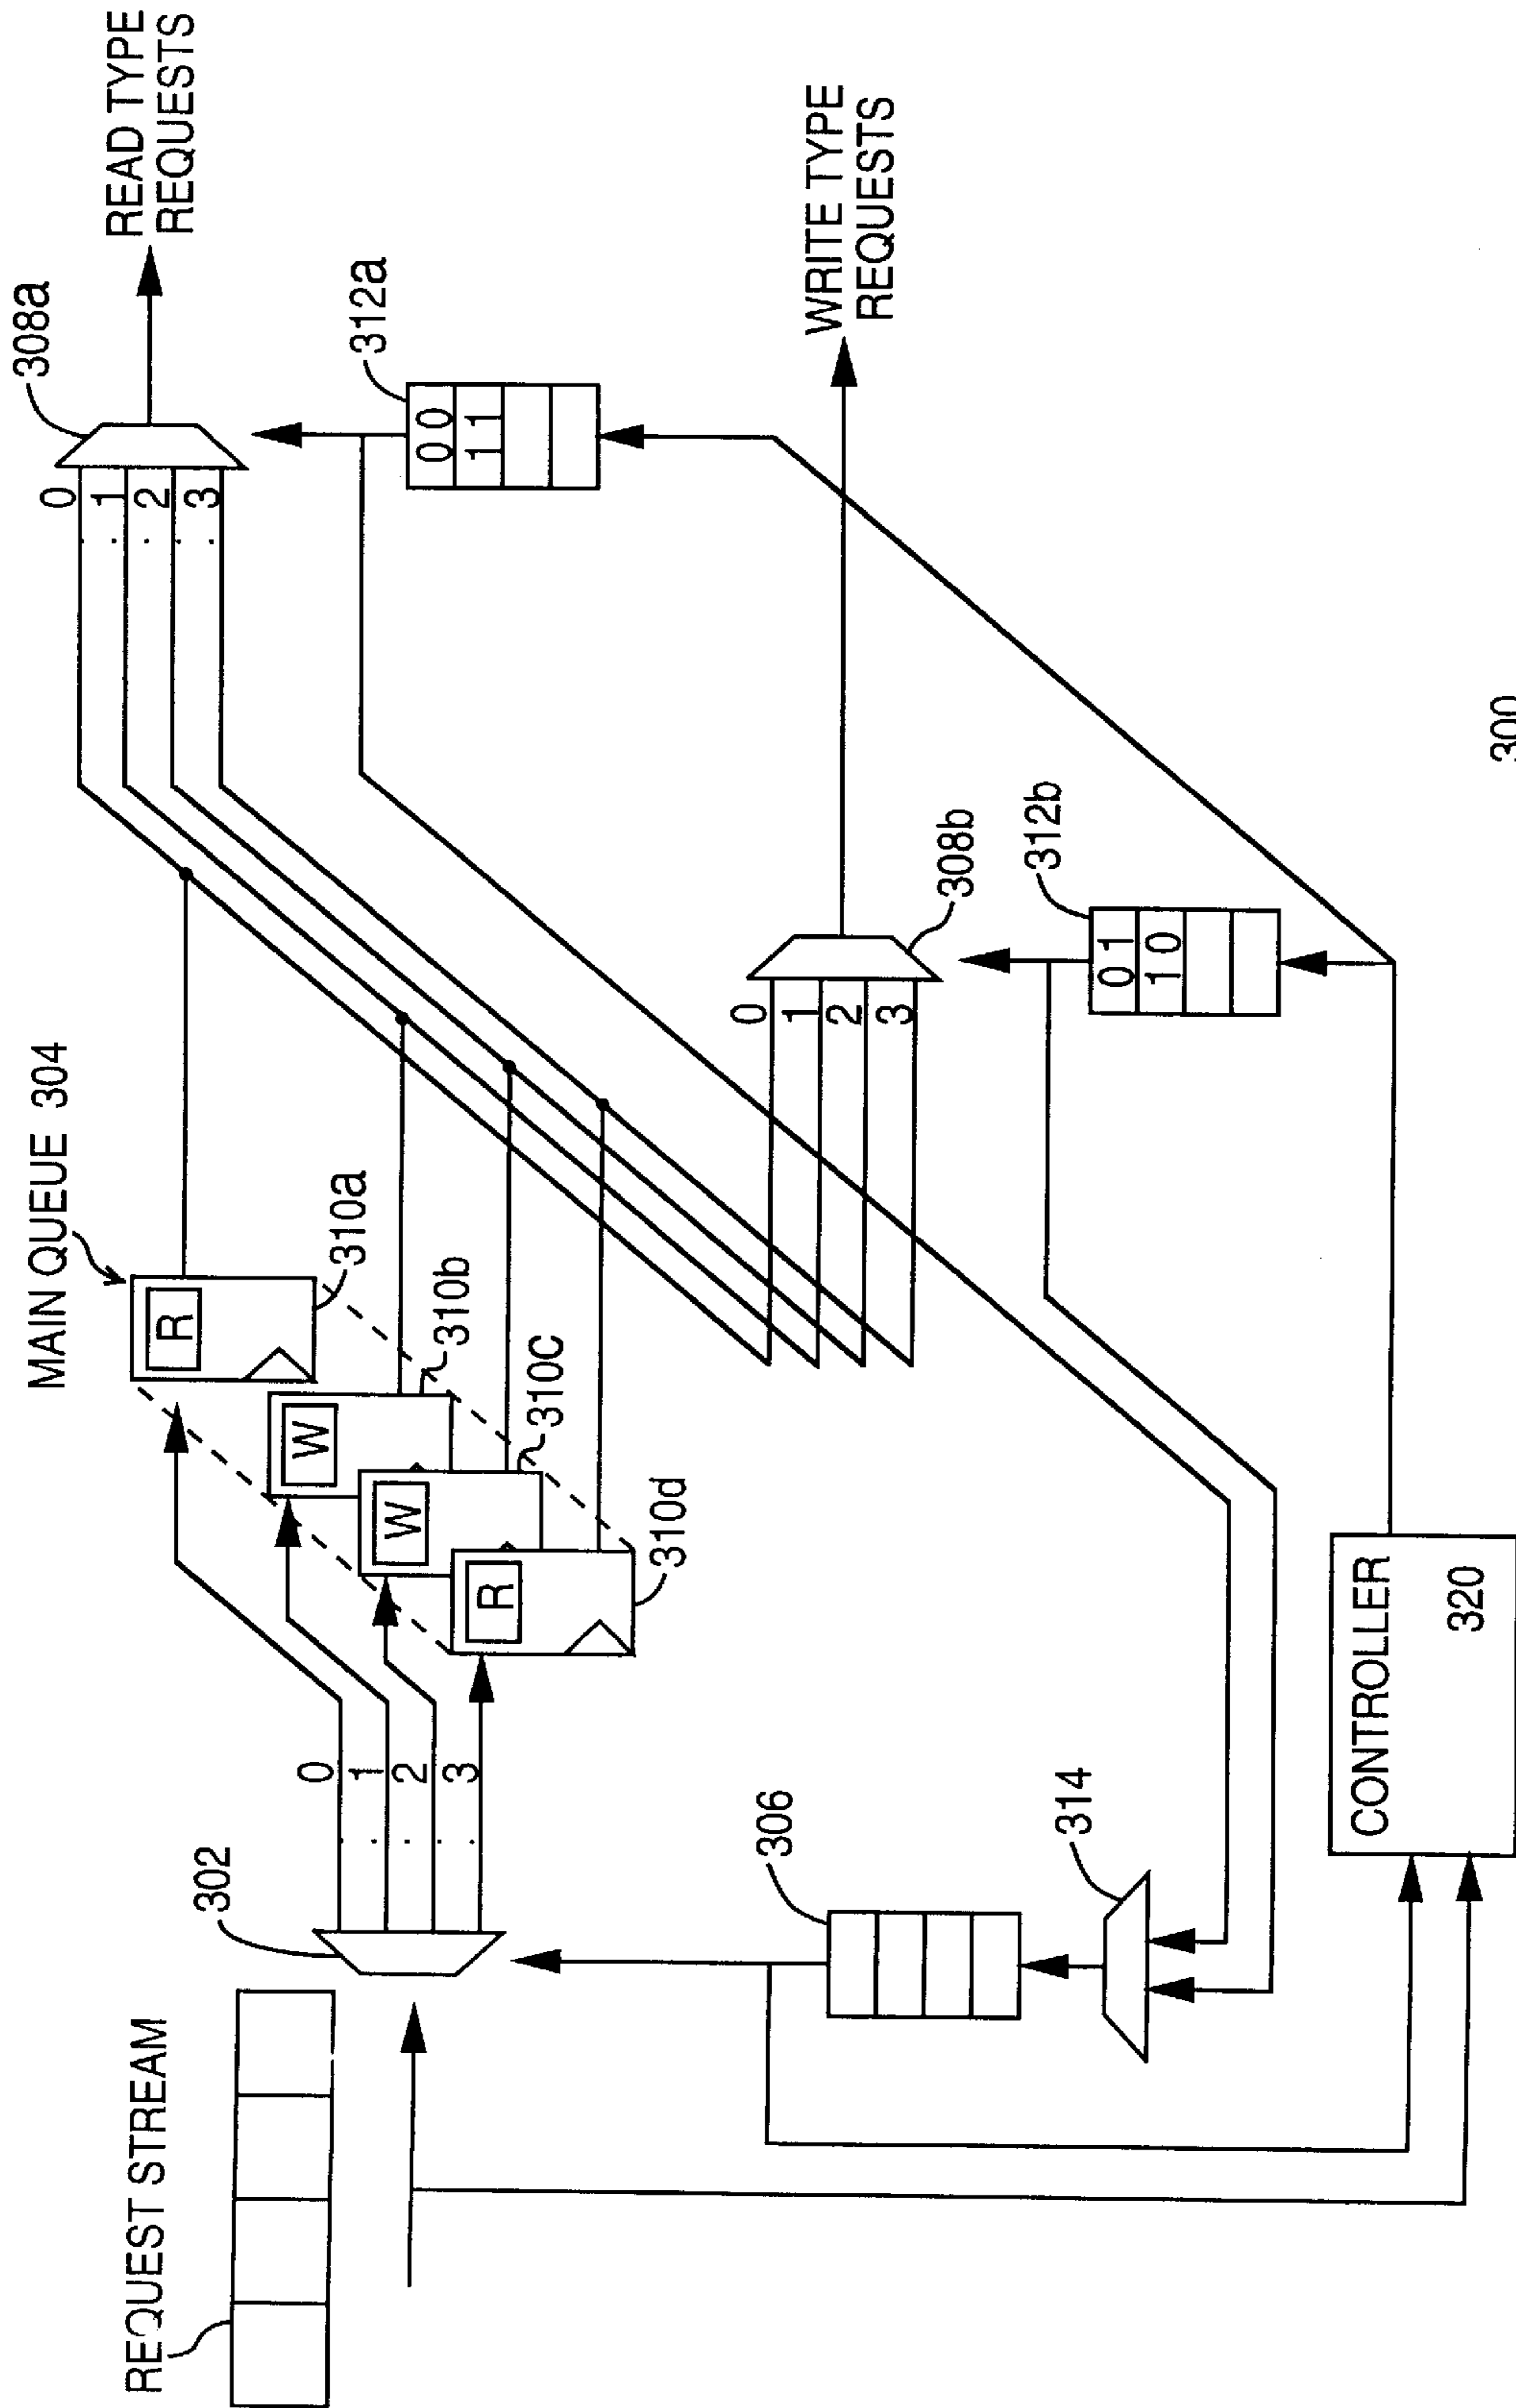 REQUEST STREAM
302
0
1
2
3
MAIN QUEUE 304
R
310a
W
310b
W
310C
R
310d
0
1
2
3
308a
READ TYPE
REQUESTS
312a
0 0
1 1
0
1
2
3
308b
WRITE TYPE
REQUESTS
312b
0 1
1 0
306
314
CONTROLLER
320
300